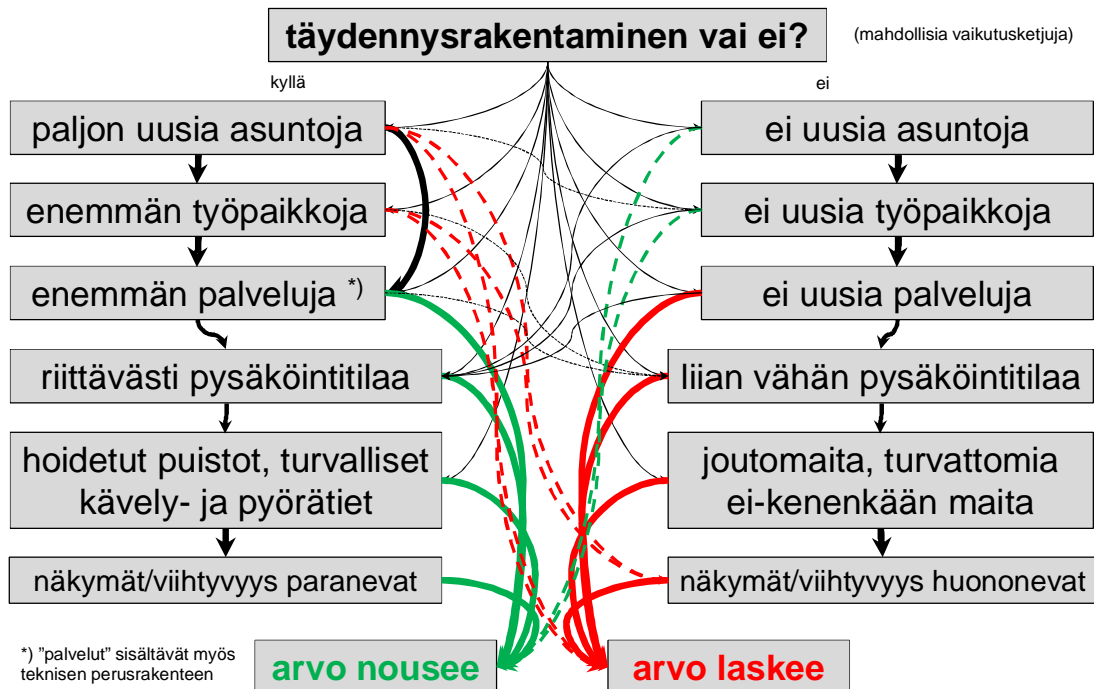 täydennysrakentaminen vai ei?
(mahdollisia vaikutusketjuja)
kyllä
ei
paljon uusia asuntoja
ei uusia asuntoja
enemmän työpaikkoja
ei uusia työpaikkoja
enemmän palveluja *)
ei uusia palveluja
riittävästi pysäköintitilaa
liian vähän pysäköintitilaa
hoidetut puistot, turvalliset
kävely- ja pyörätiet
joutomaita, turvattomia
ei-kenenkään maita
näkymät/viihtyvyys paranevat
näkymät/viihtyvyys huononevat
*) ”palvelut” sisältävät myös
teknisen perusrakenteen
arvo nousee
arvo laskee